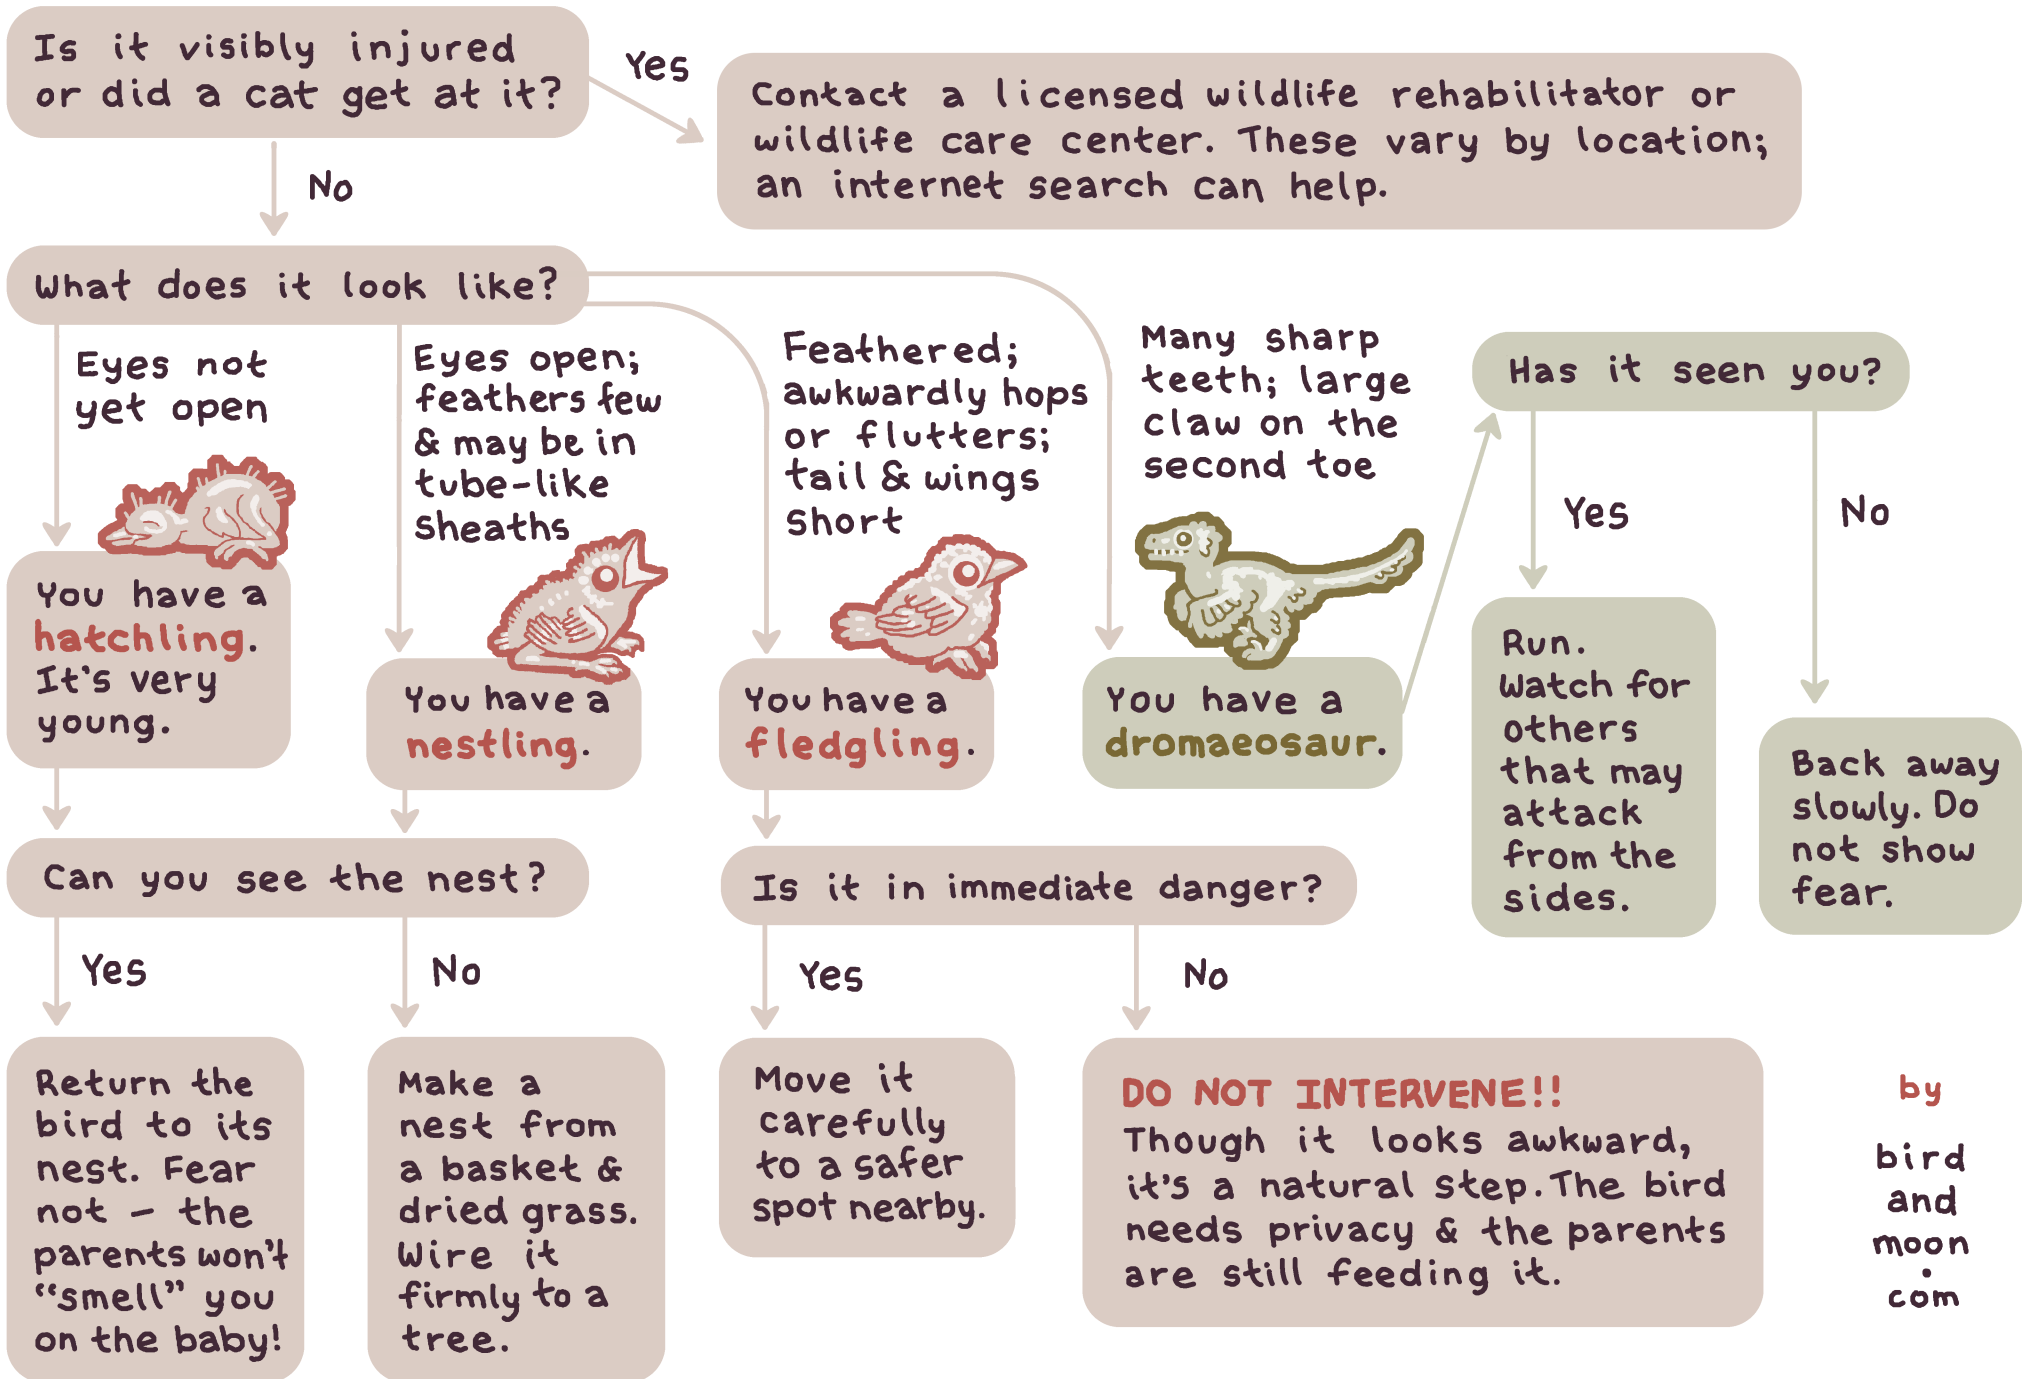 Is it visibly injured
or did a cat get at it?
Yes
Contact a licensed wildlife rehabilitator or
wildlife care center. These vary by location;
an internet search can help.
No
What does it look like?
Eyes not
yet open
Eyes open;
feathers few
& may be in
tube-like
sheaths
Feathered;
awkwardly hops
or flutters;
tail & wings
short
Many sharp
teeth; large
claw on the
second toe
Has it seen you?
Yes
No
You have a
hatchling.
It's very
young.
You have a
nestling.
You have a
fledgling.
You have a
dromaeosaur.
Run.
Watch for
others
that may
attack
from the
sides.
Back away
slowly. Do
not show
fear.
Can you see the nest?
Yes
No
Is it in immediate danger?
Yes
No
Return the
bird to its
nest. Fear
not – the
parents won't
"smell" you
on the baby!
Make a
nest from
a basket &
dried grass.
Wire it
firmly to a
tree.
Move it
carefully
to a safer
spot nearby.
DO NOT INTERVENE!!
Though it looks awkward,
it's a natural step. The bird
needs privacy & the parents
are still feeding it.
by
bird
and
moon
.
com